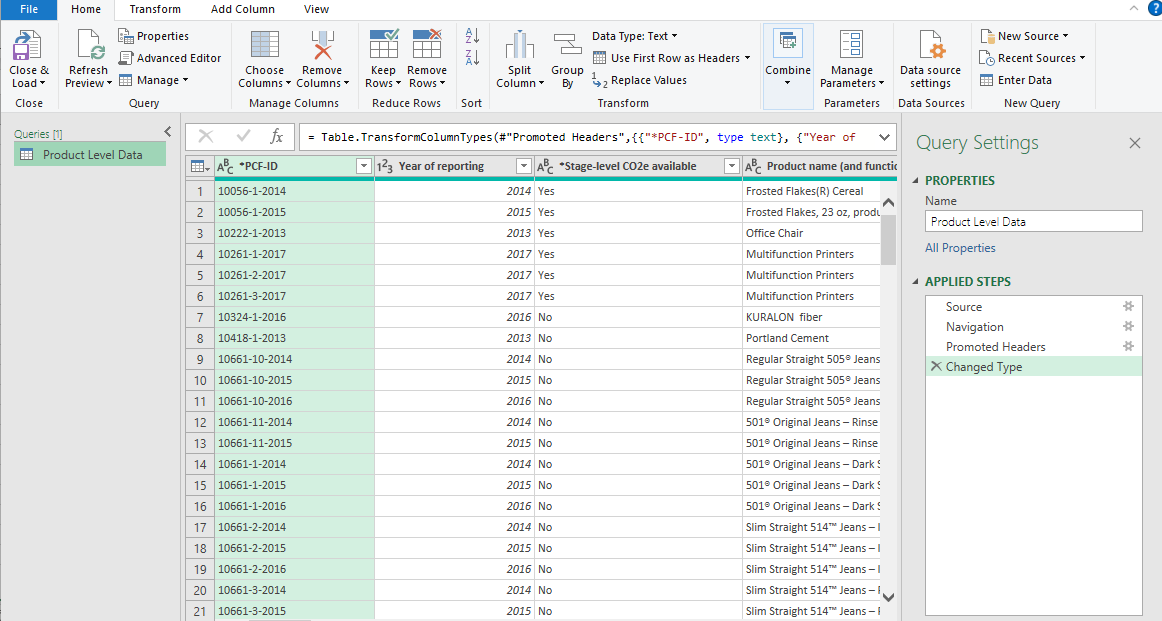 File Home Transform Add Column View
Close & Load
Refresh Preview
Properties
Advanced Editor
Manage
Choose Columns
Remove Columns
Keep Rows
Remove Rows
Split Column
Group By
Data Type: Text
Use First Row as Headers
Replace Values
Combine
Manage Parameters
Data source settings
New Source
Recent Sources
Enter Data
Close Query Manage Columns Reduce Rows Sort Transform Parameters Data Sources New Query
Queries [1]
Product Level Data
fx = Table.TransformColumnTypes(#"Promoted Headers",{{"*PCF-ID", type text}, {"Year of
ABC *PCF-ID 123 Year of reporting ABC *Stage-level CO2e available ABC Product name (and functio
1 10056-1-2014 2014 Yes Frosted Flakes(R) Cereal
2 10056-1-2015 2015 Yes Frosted Flakes, 23 oz, produ
3 10222-1-2013 2013 Yes Office Chair
4 10261-1-2017 2017 Yes Multifunction Printers
5 10261-2-2017 2017 Yes Multifunction Printers
6 10261-3-2017 2017 Yes Multifunction Printers
7 10324-1-2016 2016 No KURALON fiber
8 10418-1-2013 2013 No Portland Cement
9 10661-10-2014 2014 No Regular Straight 505® Jeans
10 10661-10-2015 2015 No Regular Straight 505® Jeans
11 10661-10-2016 2016 No Regular Straight 505® Jeans
12 10661-11-2014 2014 No 501® Original Jeans – Rinse
13 10661-11-2015 2015 No 501® Original Jeans – Rinse
14 10661-1-2014 2014 No 501® Original Jeans – Dark S
15 10661-1-2015 2015 No 501® Original Jeans – Dark S
16 10661-1-2016 2016 No 501® Original Jeans – Dark S
17 10661-2-2014 2014 No Slim Straight 514™ Jeans –
18 10661-2-2015 2015 No Slim Straight 514™ Jeans –
19 10661-2-2016 2016 No Slim Straight 514™ Jeans –
20 10661-3-2014 2014 No Slim Straight 514™ Jeans –
21 10661-3-2015 2015 No Slim Straight 514™ Jeans –
Query Settings
PROPERTIES
Name
Product Level Data
All Properties
APPLIED STEPS
Source
Navigation
Promoted Headers
Changed Type